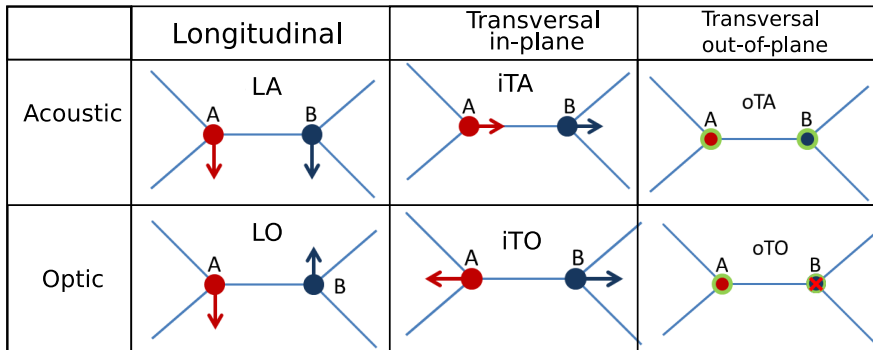 Longitudinal
Transversal
in-plane
Transversal
out-of-plane
Acoustic
LA
A
B
iTA
A
B
oTA
A
B
Optic
LO
A
B
iTO
A
B
oTO
A
B